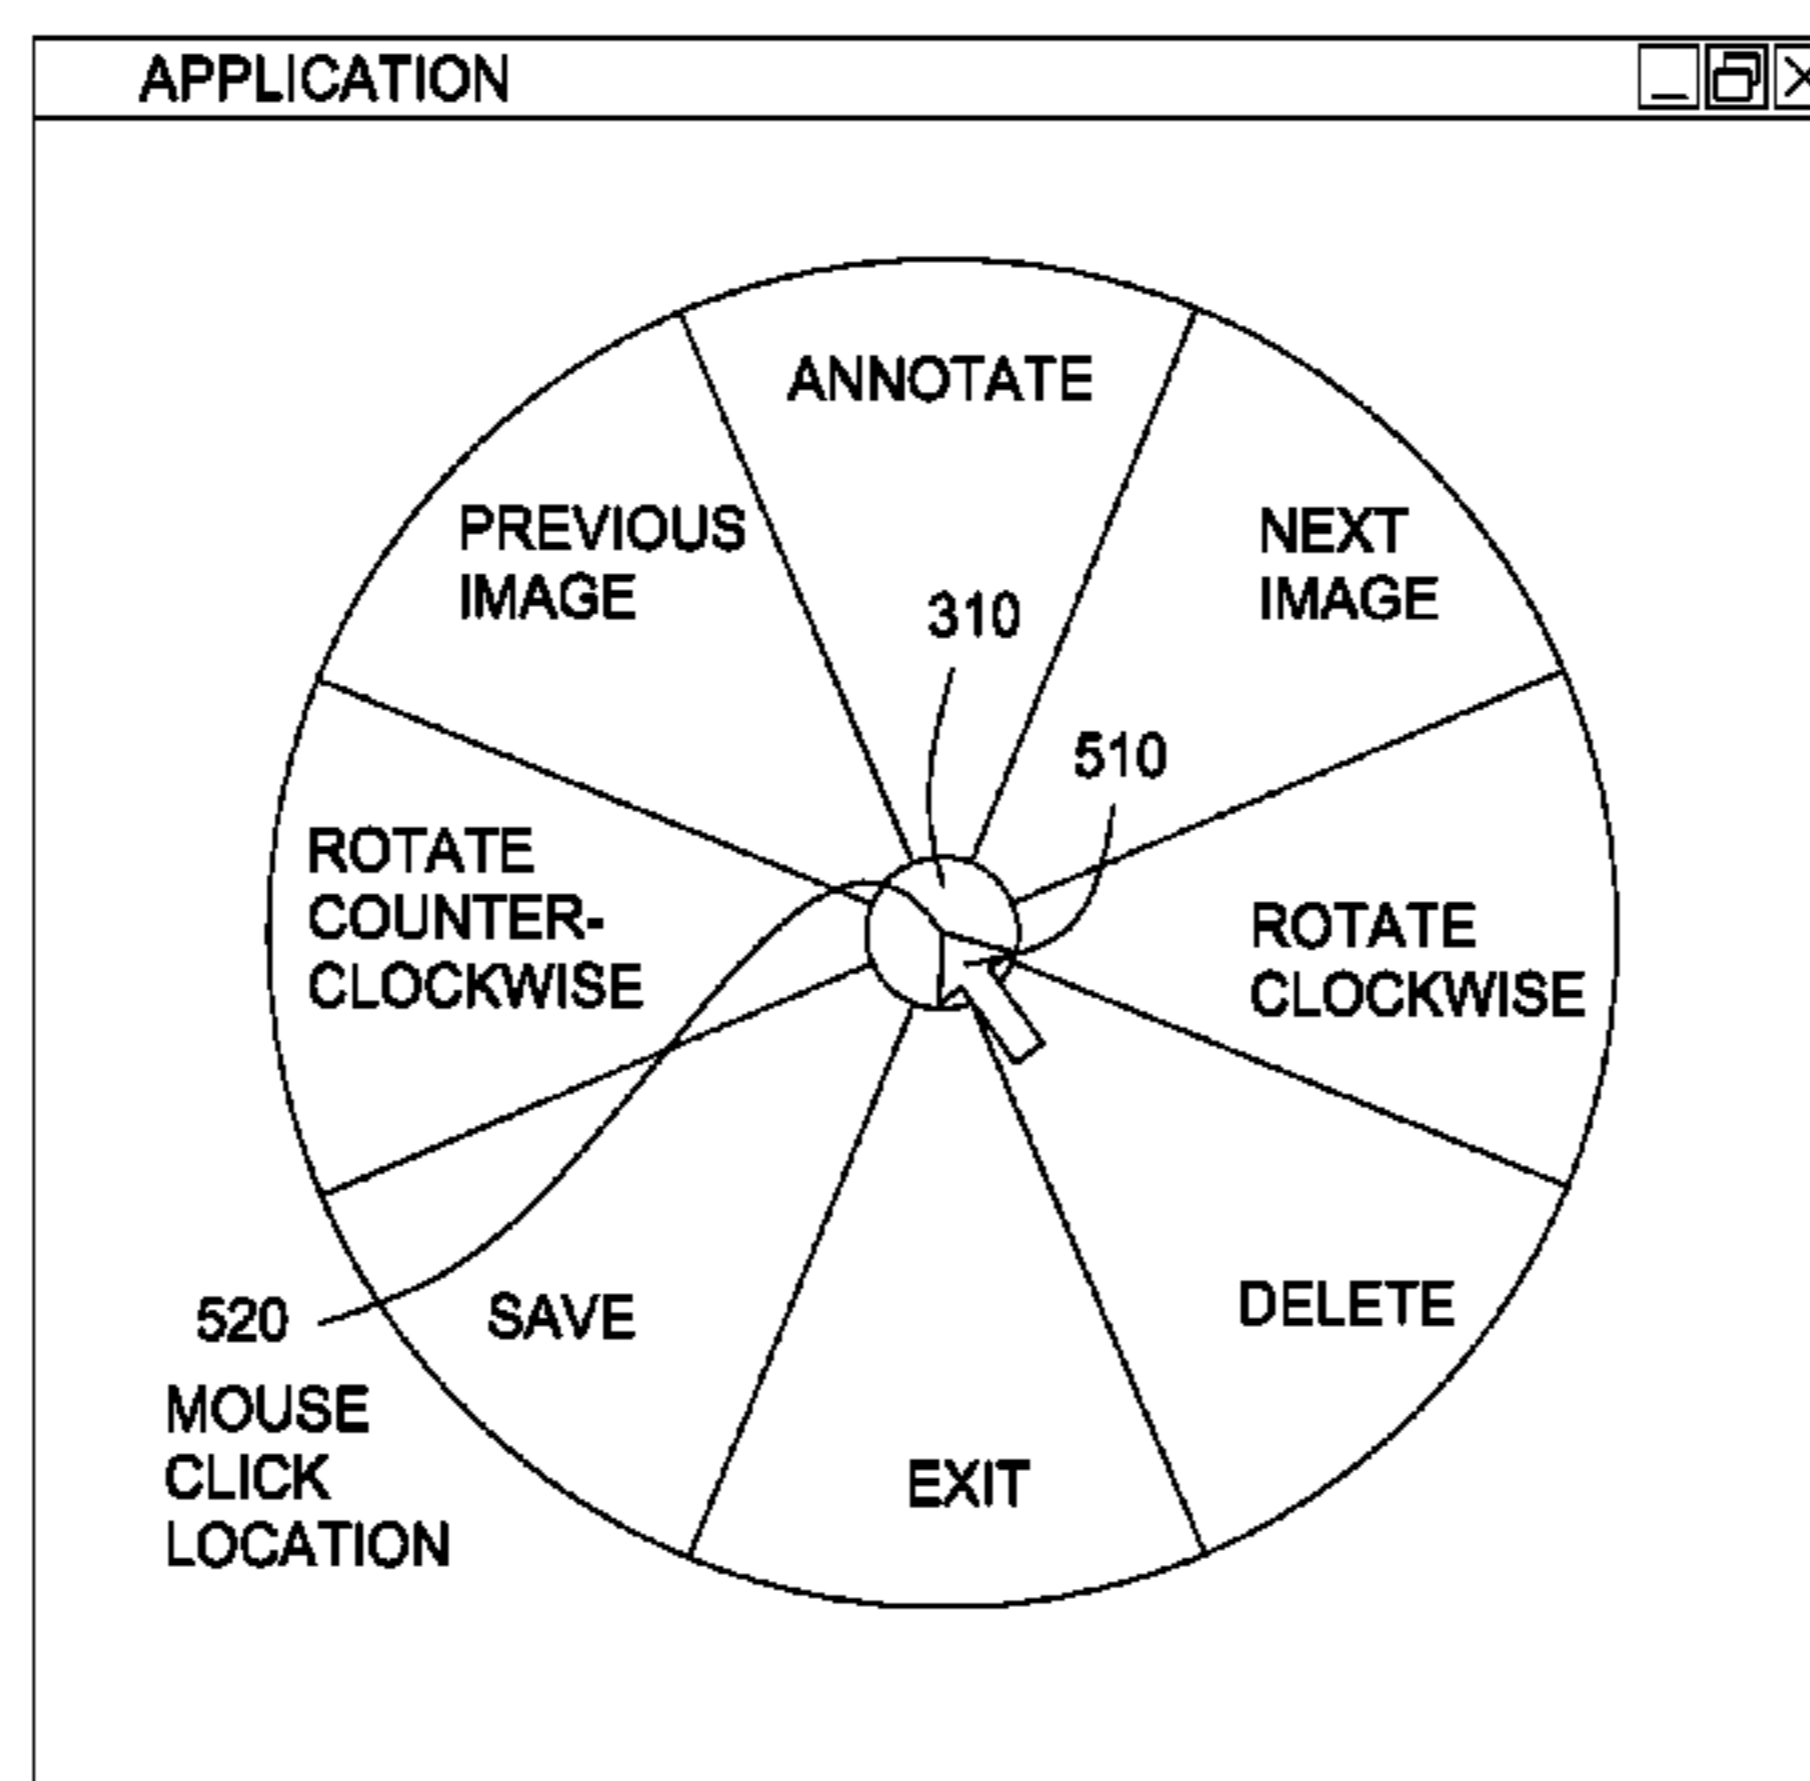 APPLICATION
ANNOTATE
PREVIOUS
IMAGE
NEXT
IMAGE
310
510
ROTATE
COUNTER-
CLOCKWISE
ROTATE
CLOCKWISE
520
MOUSE
CLICK
LOCATION
SAVE
DELETE
EXIT